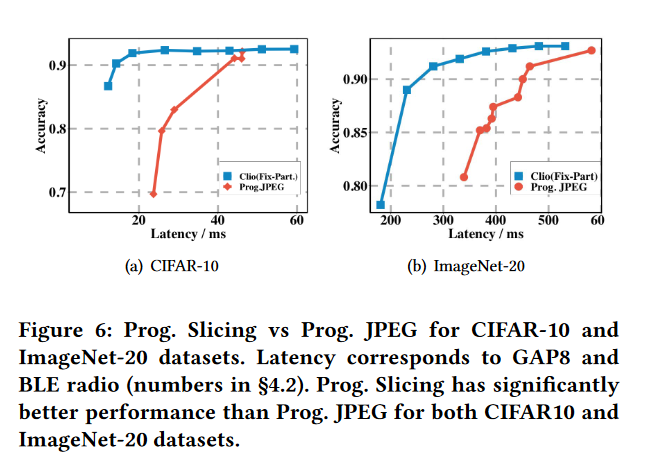 Accuracy
0.9
0.8
0.7
Clio(Fix-Part.)
Prog.JPEG
20 40 60
Latency / ms
(a) CIFAR-10
Accuracy
0.90
0.85
0.80
Clio(Fix-Part)
Prog. JPEG
200 300 400 500 60
Latency / ms
(b) ImageNet-20
Figure 6: Prog. Slicing vs Prog. JPEG for CIFAR-10 and
ImageNet-20 datasets. Latency corresponds to GAP8 and
BLE radio (numbers in §4.2). Prog. Slicing has significantly
better performance than Prog. JPEG for both CIFAR10 and
ImageNet-20 datasets.